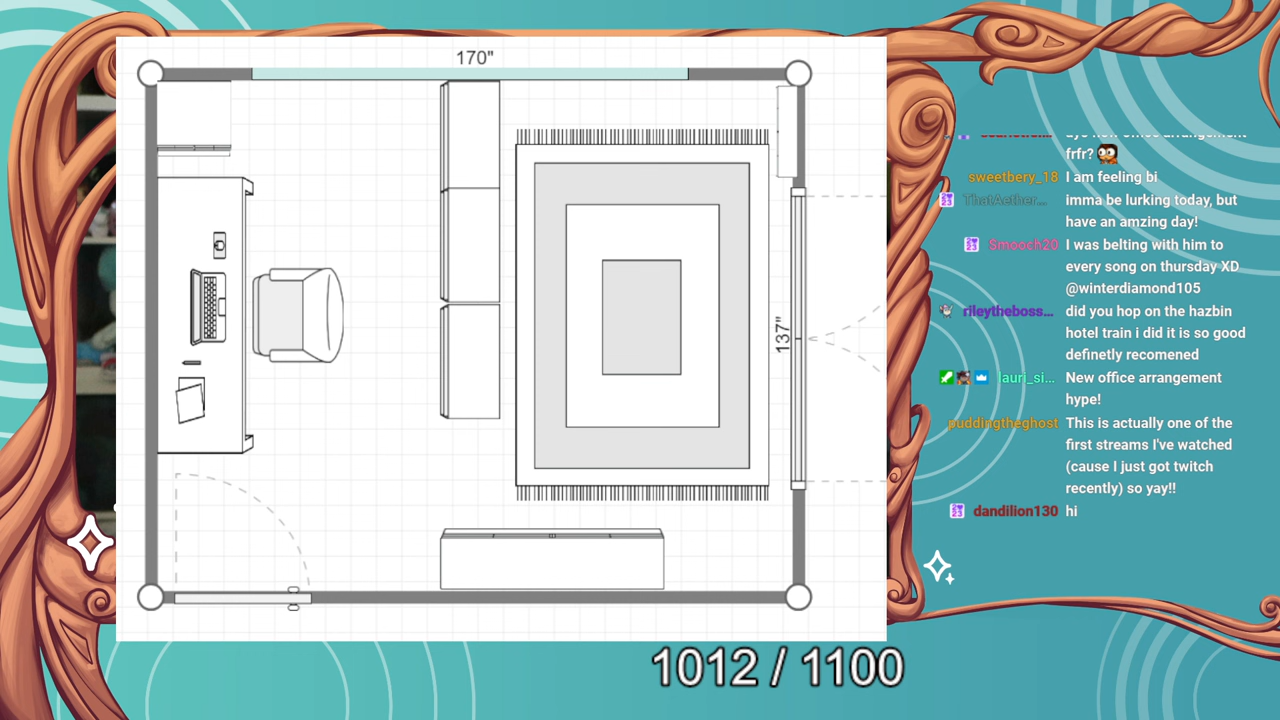 170"
137"
frfr?
sweetbery_18 I am feeling bi
ThatAether... imma be lurking today, but
have an amzing day!
Smooch20 I was belting with him to
every song on thursday XD
@winterdiamond105
rileytheboss... did you hop on the hazbin
hotel train i did it is so good
definetly recomened
lauri_si... New office arrangement
hype!
puddingtheghost This is actually one of the
first streams I've watched
(cause I just got twitch
recently) so yay!!
dandilion130 hi
1012 / 1100